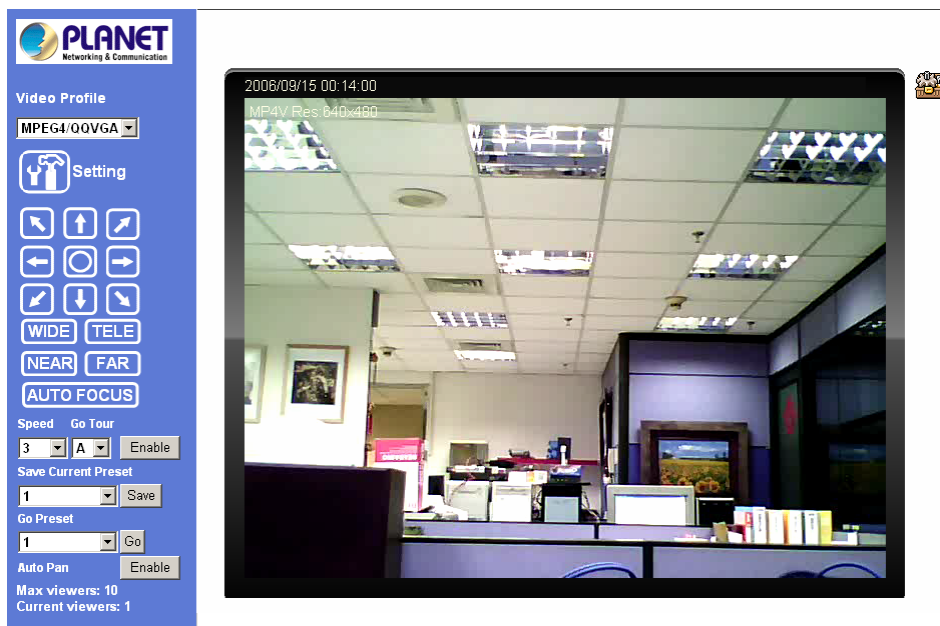 PLANET
Networking & Communication
Video Profile
MPEG4/QQVGA
Setting
WIDE TELE
NEAR FAR
AUTO FOCUS
Speed Go Tour
3 A Enable
Save Current Preset
1 Save
Go Preset
1 Go
Auto Pan Enable
Max viewers: 10
Current viewers: 1
2006/09/15 00:14:00
MP4V Res:640x480